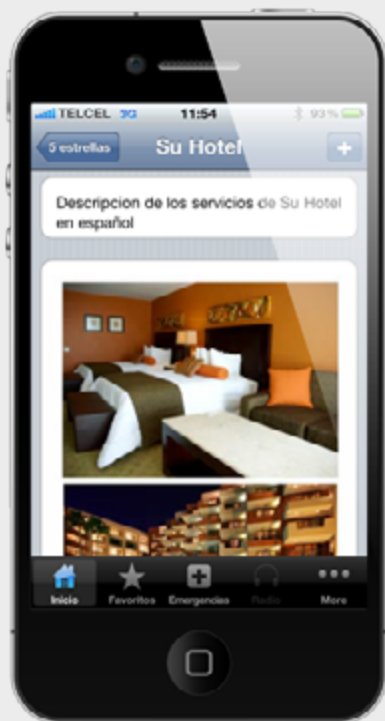 TELCEL 3G 11:54 93 %
5 estrellas Su Hotel +
Descripcion de los servicios de Su Hotel
en español
Inicio Favoritos Emergencias Radio More